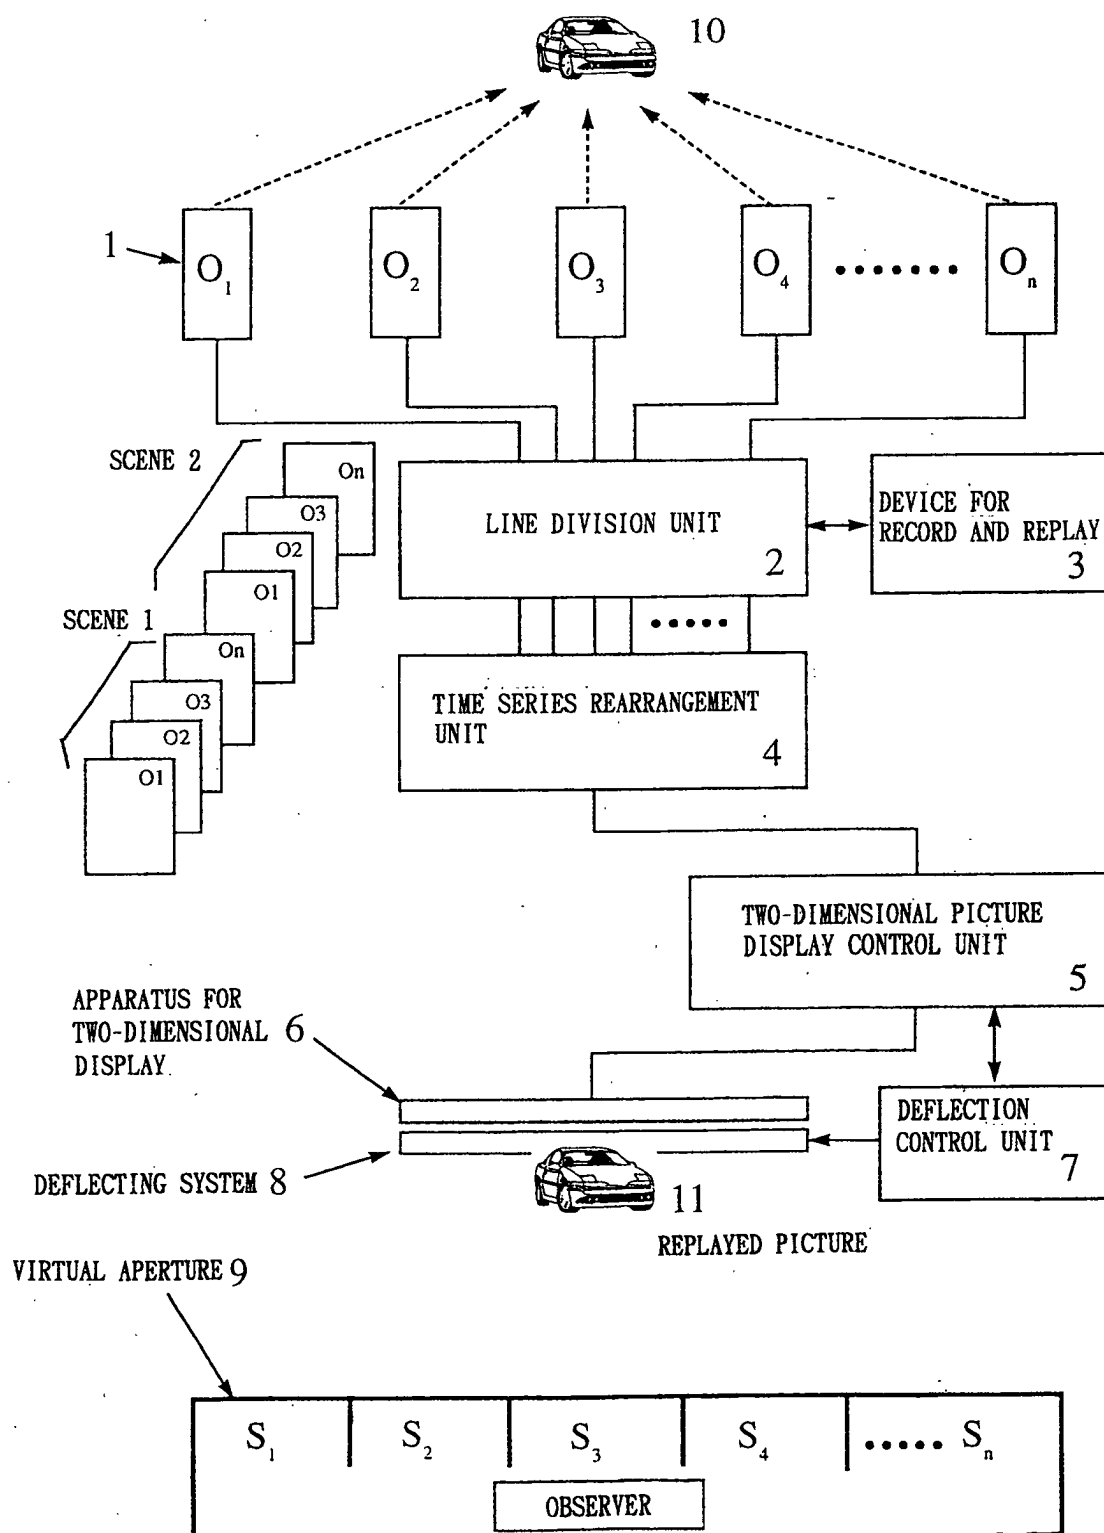 10
1
O1
O2
O3
O4
On
SCENE 2
On
O3
O2
O1
SCENE 1
On
O3
O2
O1
LINE DIVISION UNIT
2
DEVICE FOR
RECORD AND REPLAY
3
TIME SERIES REARRANGEMENT
UNIT
4
TWO-DIMENSIONAL PICTURE
DISPLAY CONTROL UNIT
5
APPARATUS FOR
TWO-DIMENSIONAL 6
DISPLAY
DEFLECTION
CONTROL UNIT
7
DEFLECTING SYSTEM 8
11
REPLAYED PICTURE
VIRTUAL APERTURE 9
S1
S2
S3
S4
Sn
OBSERVER